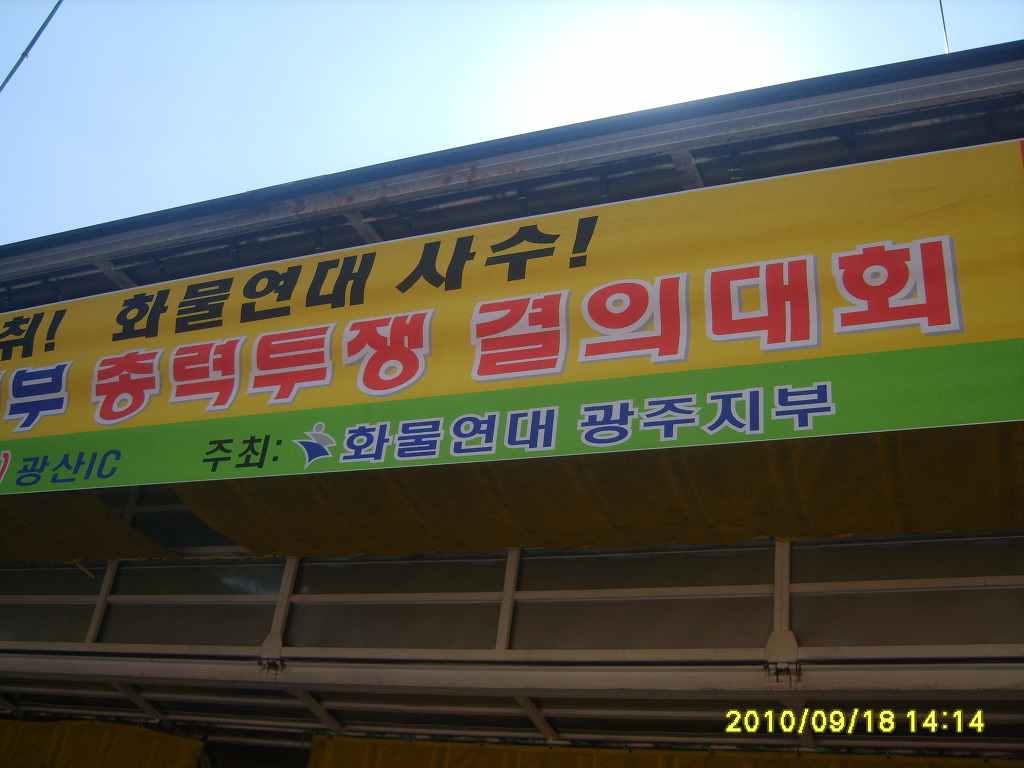 취! 화물연대 사수!
부 총력투쟁 결의대회
광산IC 주최: 화물연대 광주지부
2010/09/18 14:14